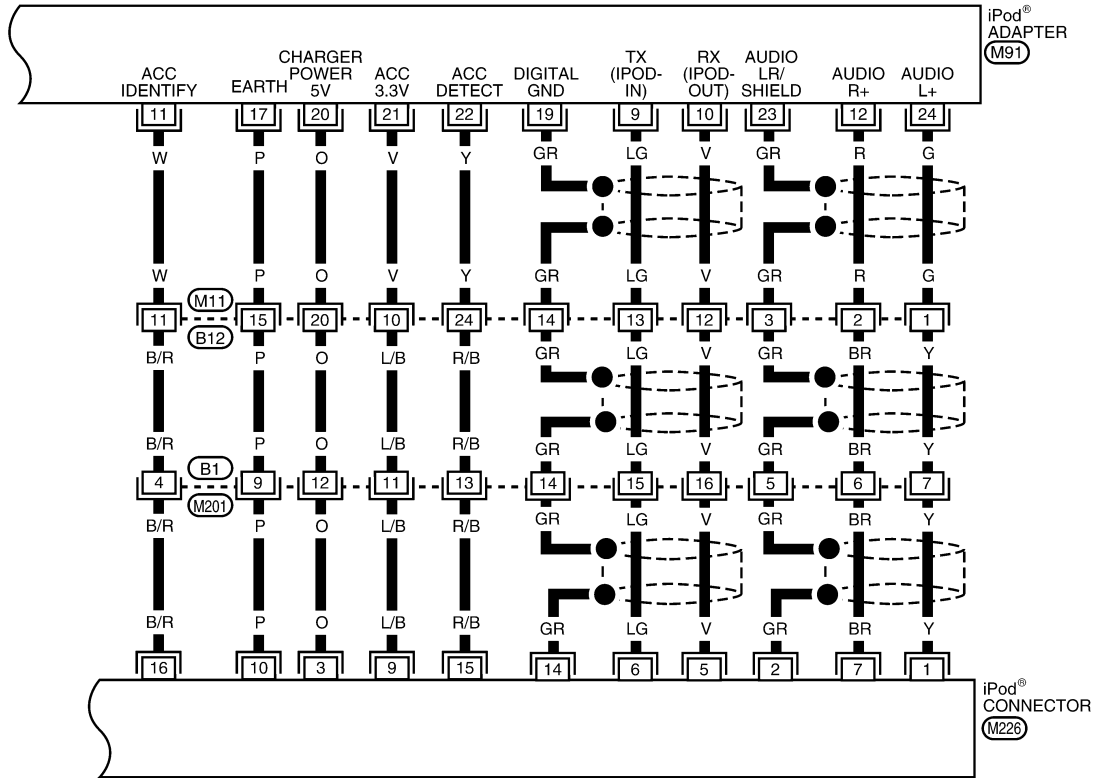 iPod®
ADAPTER
M91
ACC
IDENTIFY
EARTH
CHARGER
POWER
5V
ACC
3.3V
ACC
DETECT
DIGITAL
GND
TX
(IPOD-
IN)
RX
(IPOD-
OUT)
AUDIO
LR/
SHIELD
AUDIO
R+
AUDIO
L+
11 17 20 21 22 19 9 10 23 12 24
W P O V Y GR LG V GR R G
W P O V Y GR LG V GR R G
M11
11 15 20 10 24 14 13 12 3 2 1
B12
B/R P O L/B R/B GR LG V GR BR Y
B/R P O L/B R/B GR LG V GR BR Y
B1
4 9 12 11 13 14 15 16 5 6 7
M201
B/R P O L/B R/B GR LG V GR BR Y
B/R P O L/B R/B GR LG V GR BR Y
16 10 3 9 15 14 6 5 2 7 1
iPod®
CONNECTOR
M226